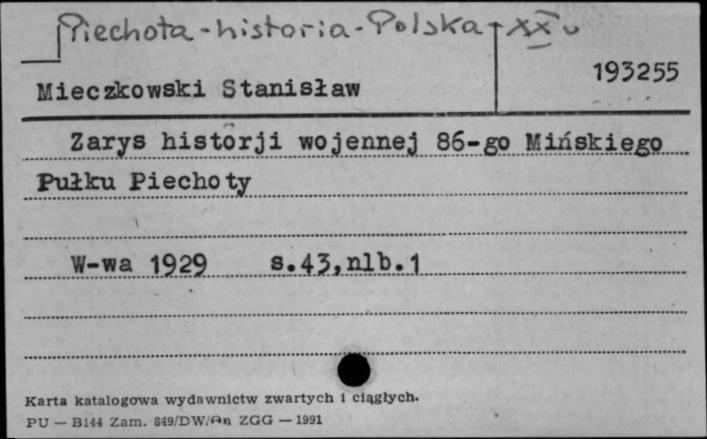 Piechota - historia - Polska - XX w
193255
Mieczkowski Stanisław
Zarys historji wojennej 86-go Mińskiego
Pułku Piechoty
W-wa 1929 s.43,nlb.1
Karta katalogowa wydawnictw zwartych i ciągłych.
PU — B144 Zam. 849/DW/ ZGG — 1991